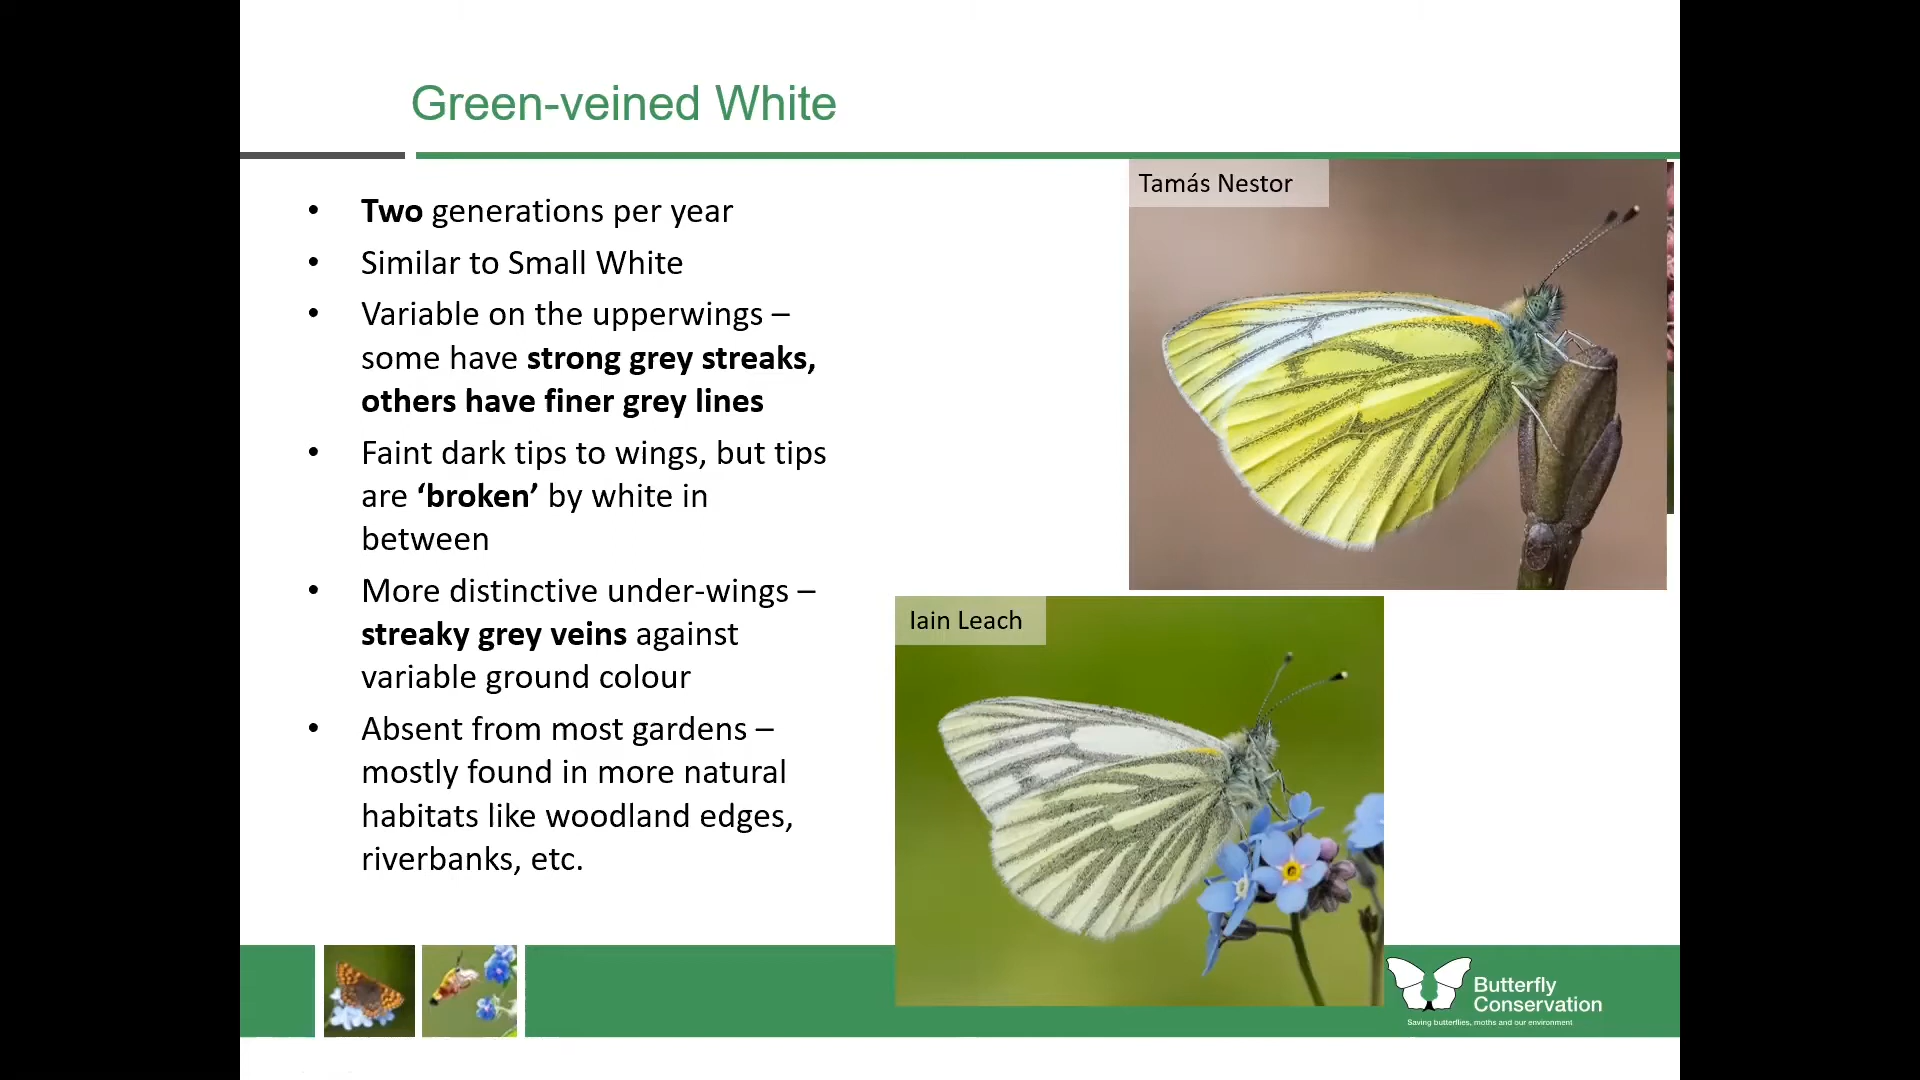 Green-veined White
Tamás Nestor
• Two generations per year
• Similar to Small White
• Variable on the upperwings –
some have strong grey streaks,
others have finer grey lines
• Faint dark tips to wings, but tips
are ‘broken’ by white in
between
• More distinctive under-wings –
streaky grey veins against
variable ground colour
• Absent from most gardens –
mostly found in more natural
habitats like woodland edges,
riverbanks, etc.
Iain Leach
Butterfly
Conservation
Saving butterflies, moths and our environment